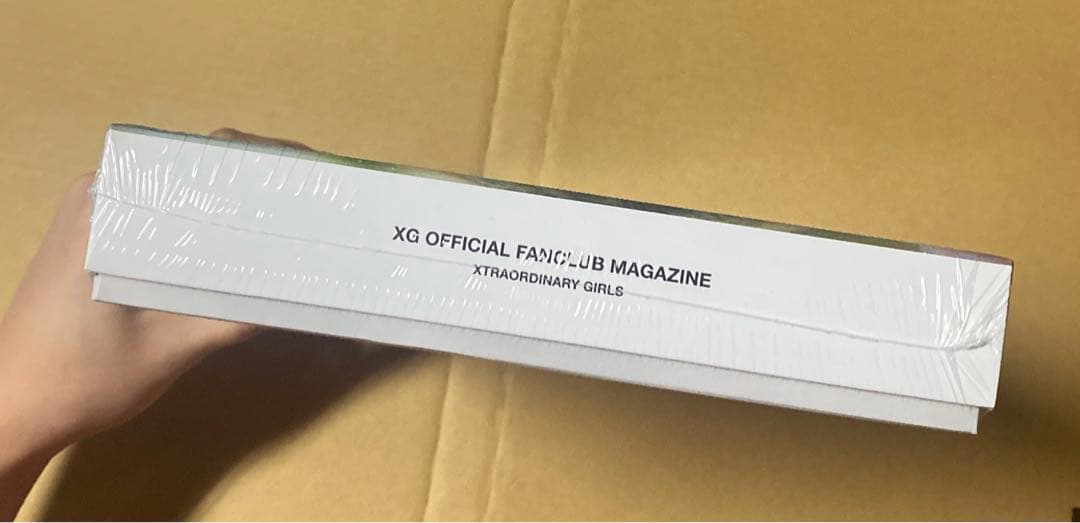 XG OFFICIAL FANCLUB MAGAZINE
XTRAORDINARY GIRLS